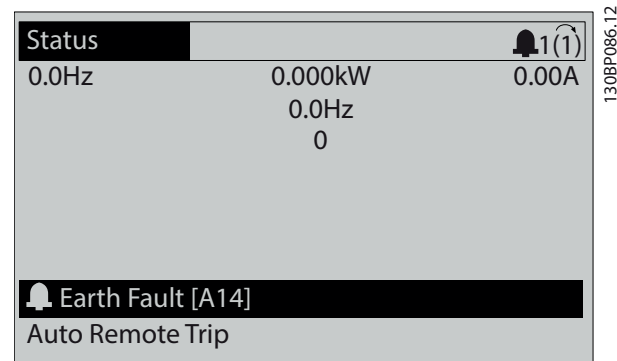 Status 1(1)
0.0Hz 0.000kW 0.00A
0.0Hz
0
Earth Fault [A14]
Auto Remote Trip
130BP086.12